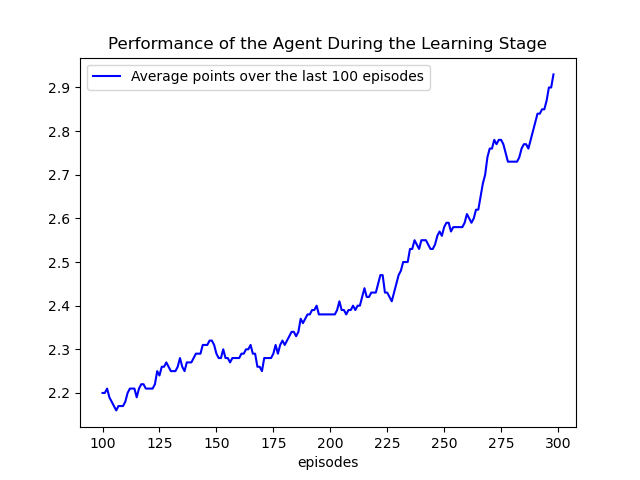 Performance of the Agent During the Learning Stage
Average points over the last 100 episodes
2.9
2.8
2.7
2.6
2.5
2.4
2.3
2.2
100 125 150 175 200 225 250 275 300
episodes